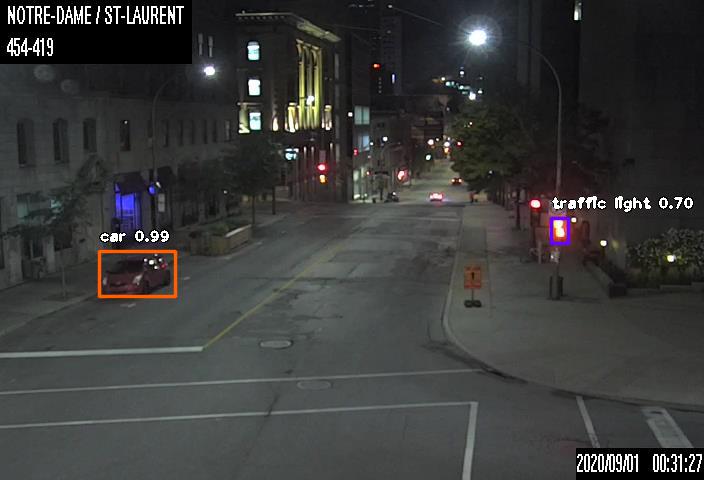 NOTRE-DAME / ST-LAURENT
454-419
traffic light 0.70
car 0.99
2020/09/01 00:31:27